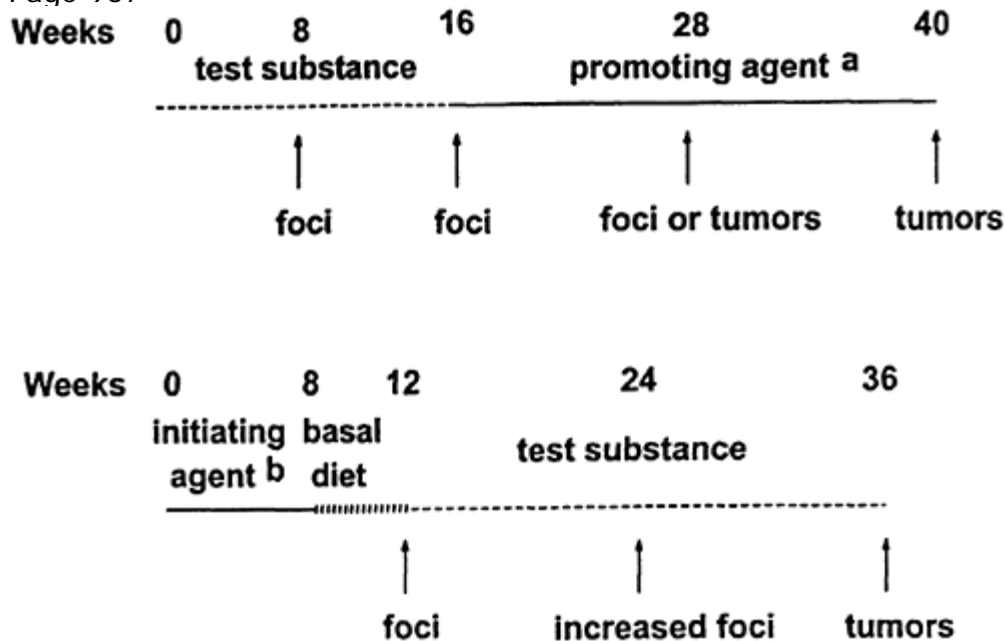 Weeks 0 8 16 28 40
test substance promoting agent a
foci foci foci or tumors tumors
Weeks 0 8 12 24 36
initiating basal
agent b diet test substance
foci increased foci tumors